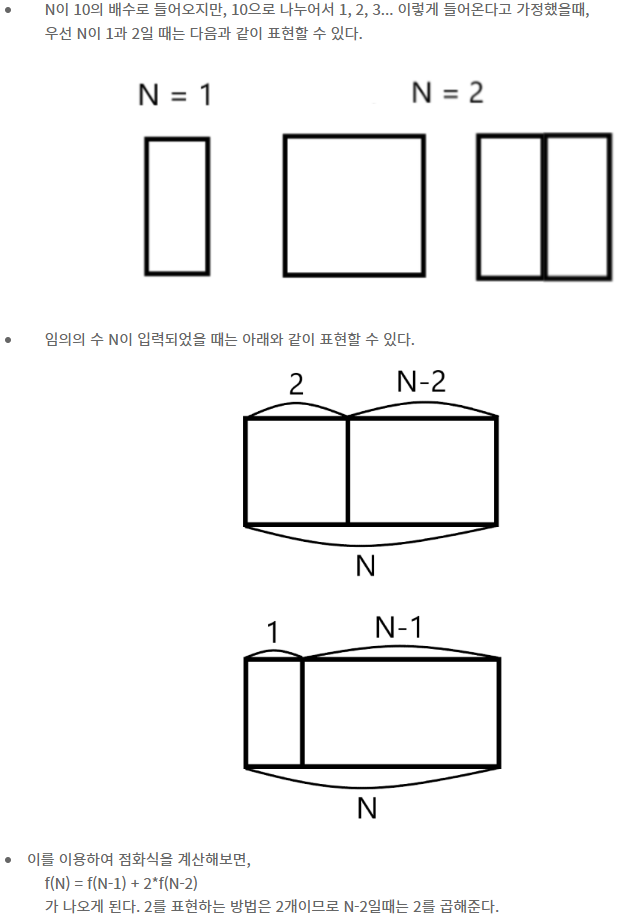 N이 10의 배수로 들어오지만, 10으로 나누어서 1, 2, 3... 이렇게 들어온다고 가정했을때,
우선 N이 1과 2일 때는 다음과 같이 표현할 수 있다.
N = 1
N = 2
임의의 수 N이 입력되었을 때는 아래와 같이 표현할 수 있다.
2
N-2
N
1
N-1
N
이를 이용하여 점화식을 계산해보면,
f(N) = f(N-1) + 2*f(N-2)
가 나오게 된다. 2를 표현하는 방법은 2개이므로 N-2일때는 2를 곱해준다.